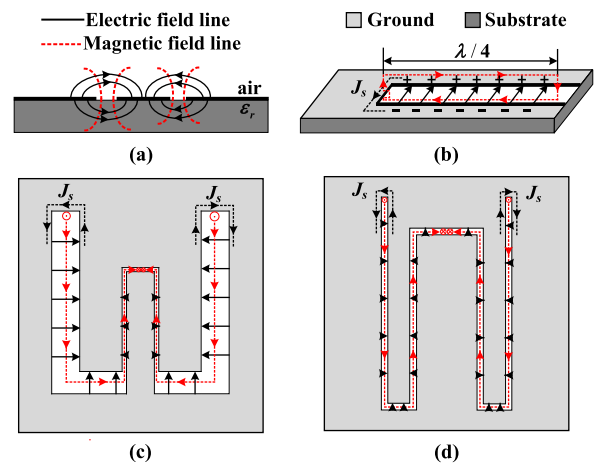 Electric field line
Magnetic field line
Ground
Substrate
air
εr
(a)
λ / 4
Js
+ + + + + + +
- - - - - - -
(b)
Js
Js
(c)
Js
Js
(d)